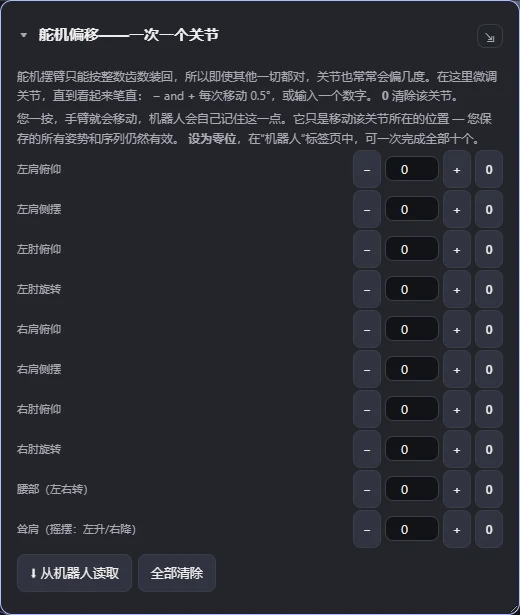 ▼ 舵机偏移——一次一个关节
舵机摆臂只能按整数齿数装回，所以即使其他一切都对，关节也常常会偏几度。在这里微调
关节，直到看起来笔直： − and + 每次移动 0.5°，或输入一个数字。 0 清除该关节。
您一按，手臂就会移动，机器人会自己记住这一点。它只是移动该关节所在的位置 — 您保
存的所有姿势和序列仍然有效。 设为零位，在“机器人”标签页中，可一次完成全部十个。
左肩俯仰 − 0 + 0
左肩侧摆 − 0 + 0
左肘俯仰 − 0 + 0
左肘旋转 − 0 + 0
右肩俯仰 − 0 + 0
右肩侧摆 − 0 + 0
右肘俯仰 − 0 + 0
右肘旋转 − 0 + 0
腰部（左右转） − 0 + 0
耸肩（摇摆：左升/右降） − 0 + 0
⬇ 从机器人读取 全部清除